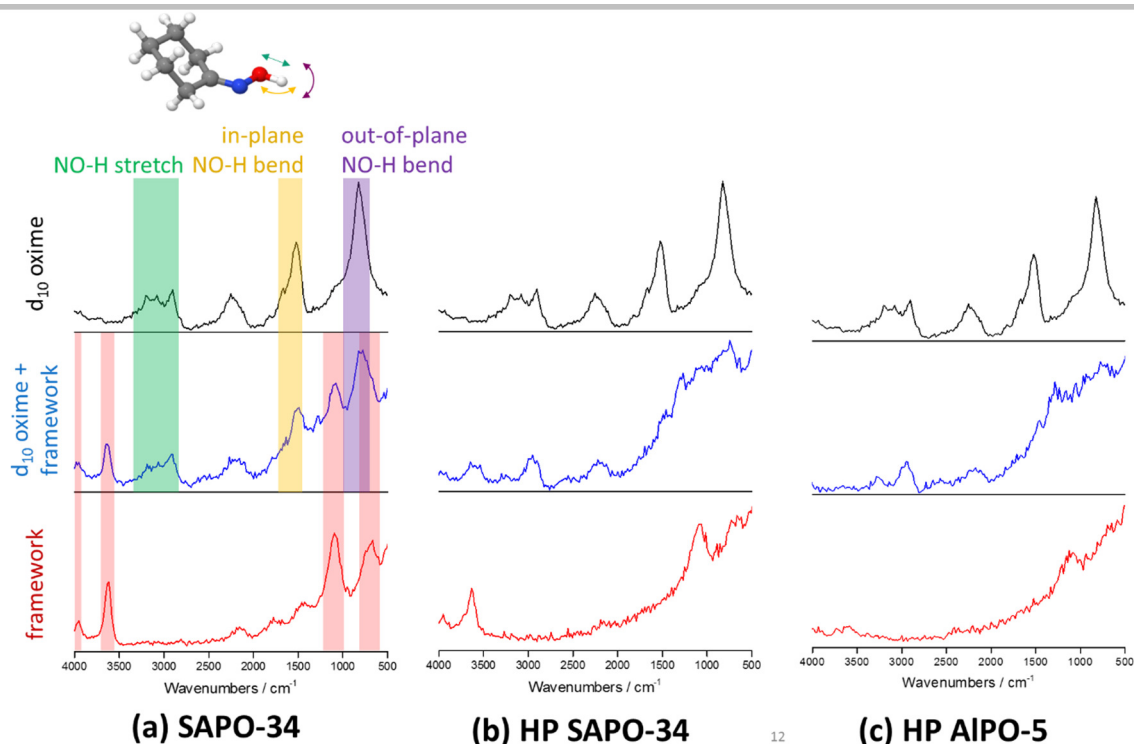 in-plane
out-of-plane
NO-H stretch
NO-H bend
NO-H bend
d10 oxime
d10 oxime +
framework
framework
4000 3500 3000 2500 2000 1500 1000 500
4000 3500 3000 2500 2000 1500 1000 500
4000 3500 3000 2500 2000 1500 1000 500
Wavenumbers / cm-1
Wavenumbers / cm-1
Wavenumbers / cm-1
(a) SAPO-34
(b) HP SAPO-34
12
(c) HP AlPO-5